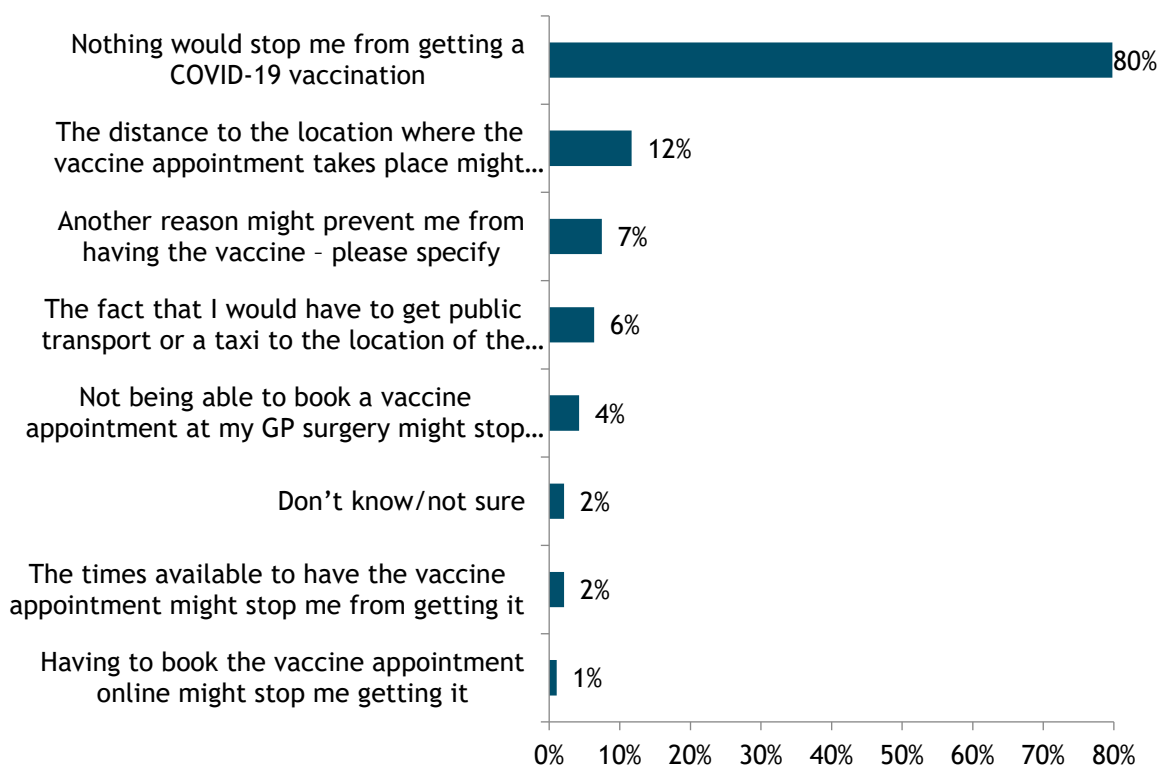 Nothing would stop me from getting a
COVID-19 vaccination
80%
The distance to the location where the
vaccine appointment takes place might…
12%
Another reason might prevent me from
having the vaccine – please specify
7%
The fact that I would have to get public
transport or a taxi to the location of the…
6%
Not being able to book a vaccine
appointment at my GP surgery might stop…
4%
Don’t know/not sure
2%
The times available to have the vaccine
appointment might stop me from getting it
2%
Having to book the vaccine appointment
online might stop me getting it
1%
0% 10% 20% 30% 40% 50% 60% 70% 80%